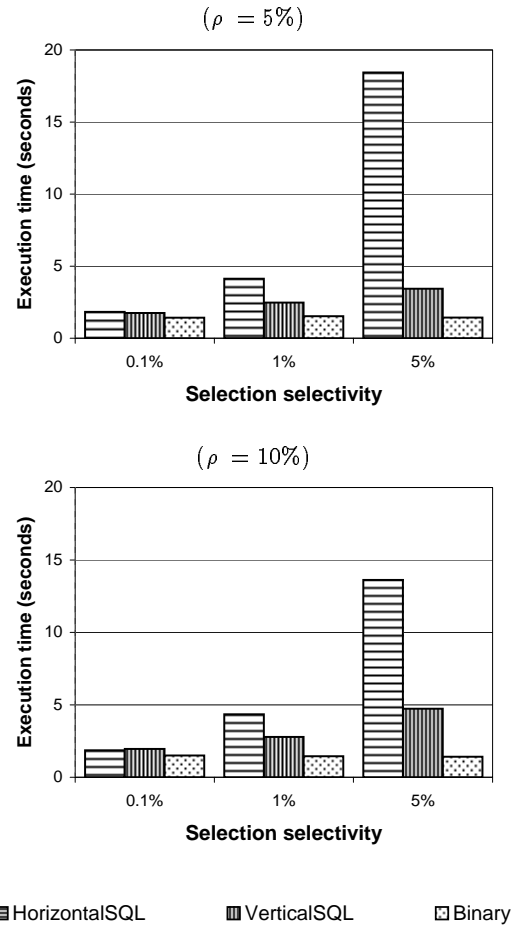 (ρ = 5%)
20
15
10
5
0
Execution time (seconds)
0.1% 1% 5%
Selection selectivity
(ρ = 10%)
20
15
10
5
0
Execution time (seconds)
0.1% 1% 5%
Selection selectivity
HorizontalSQL VerticalSQL Binary